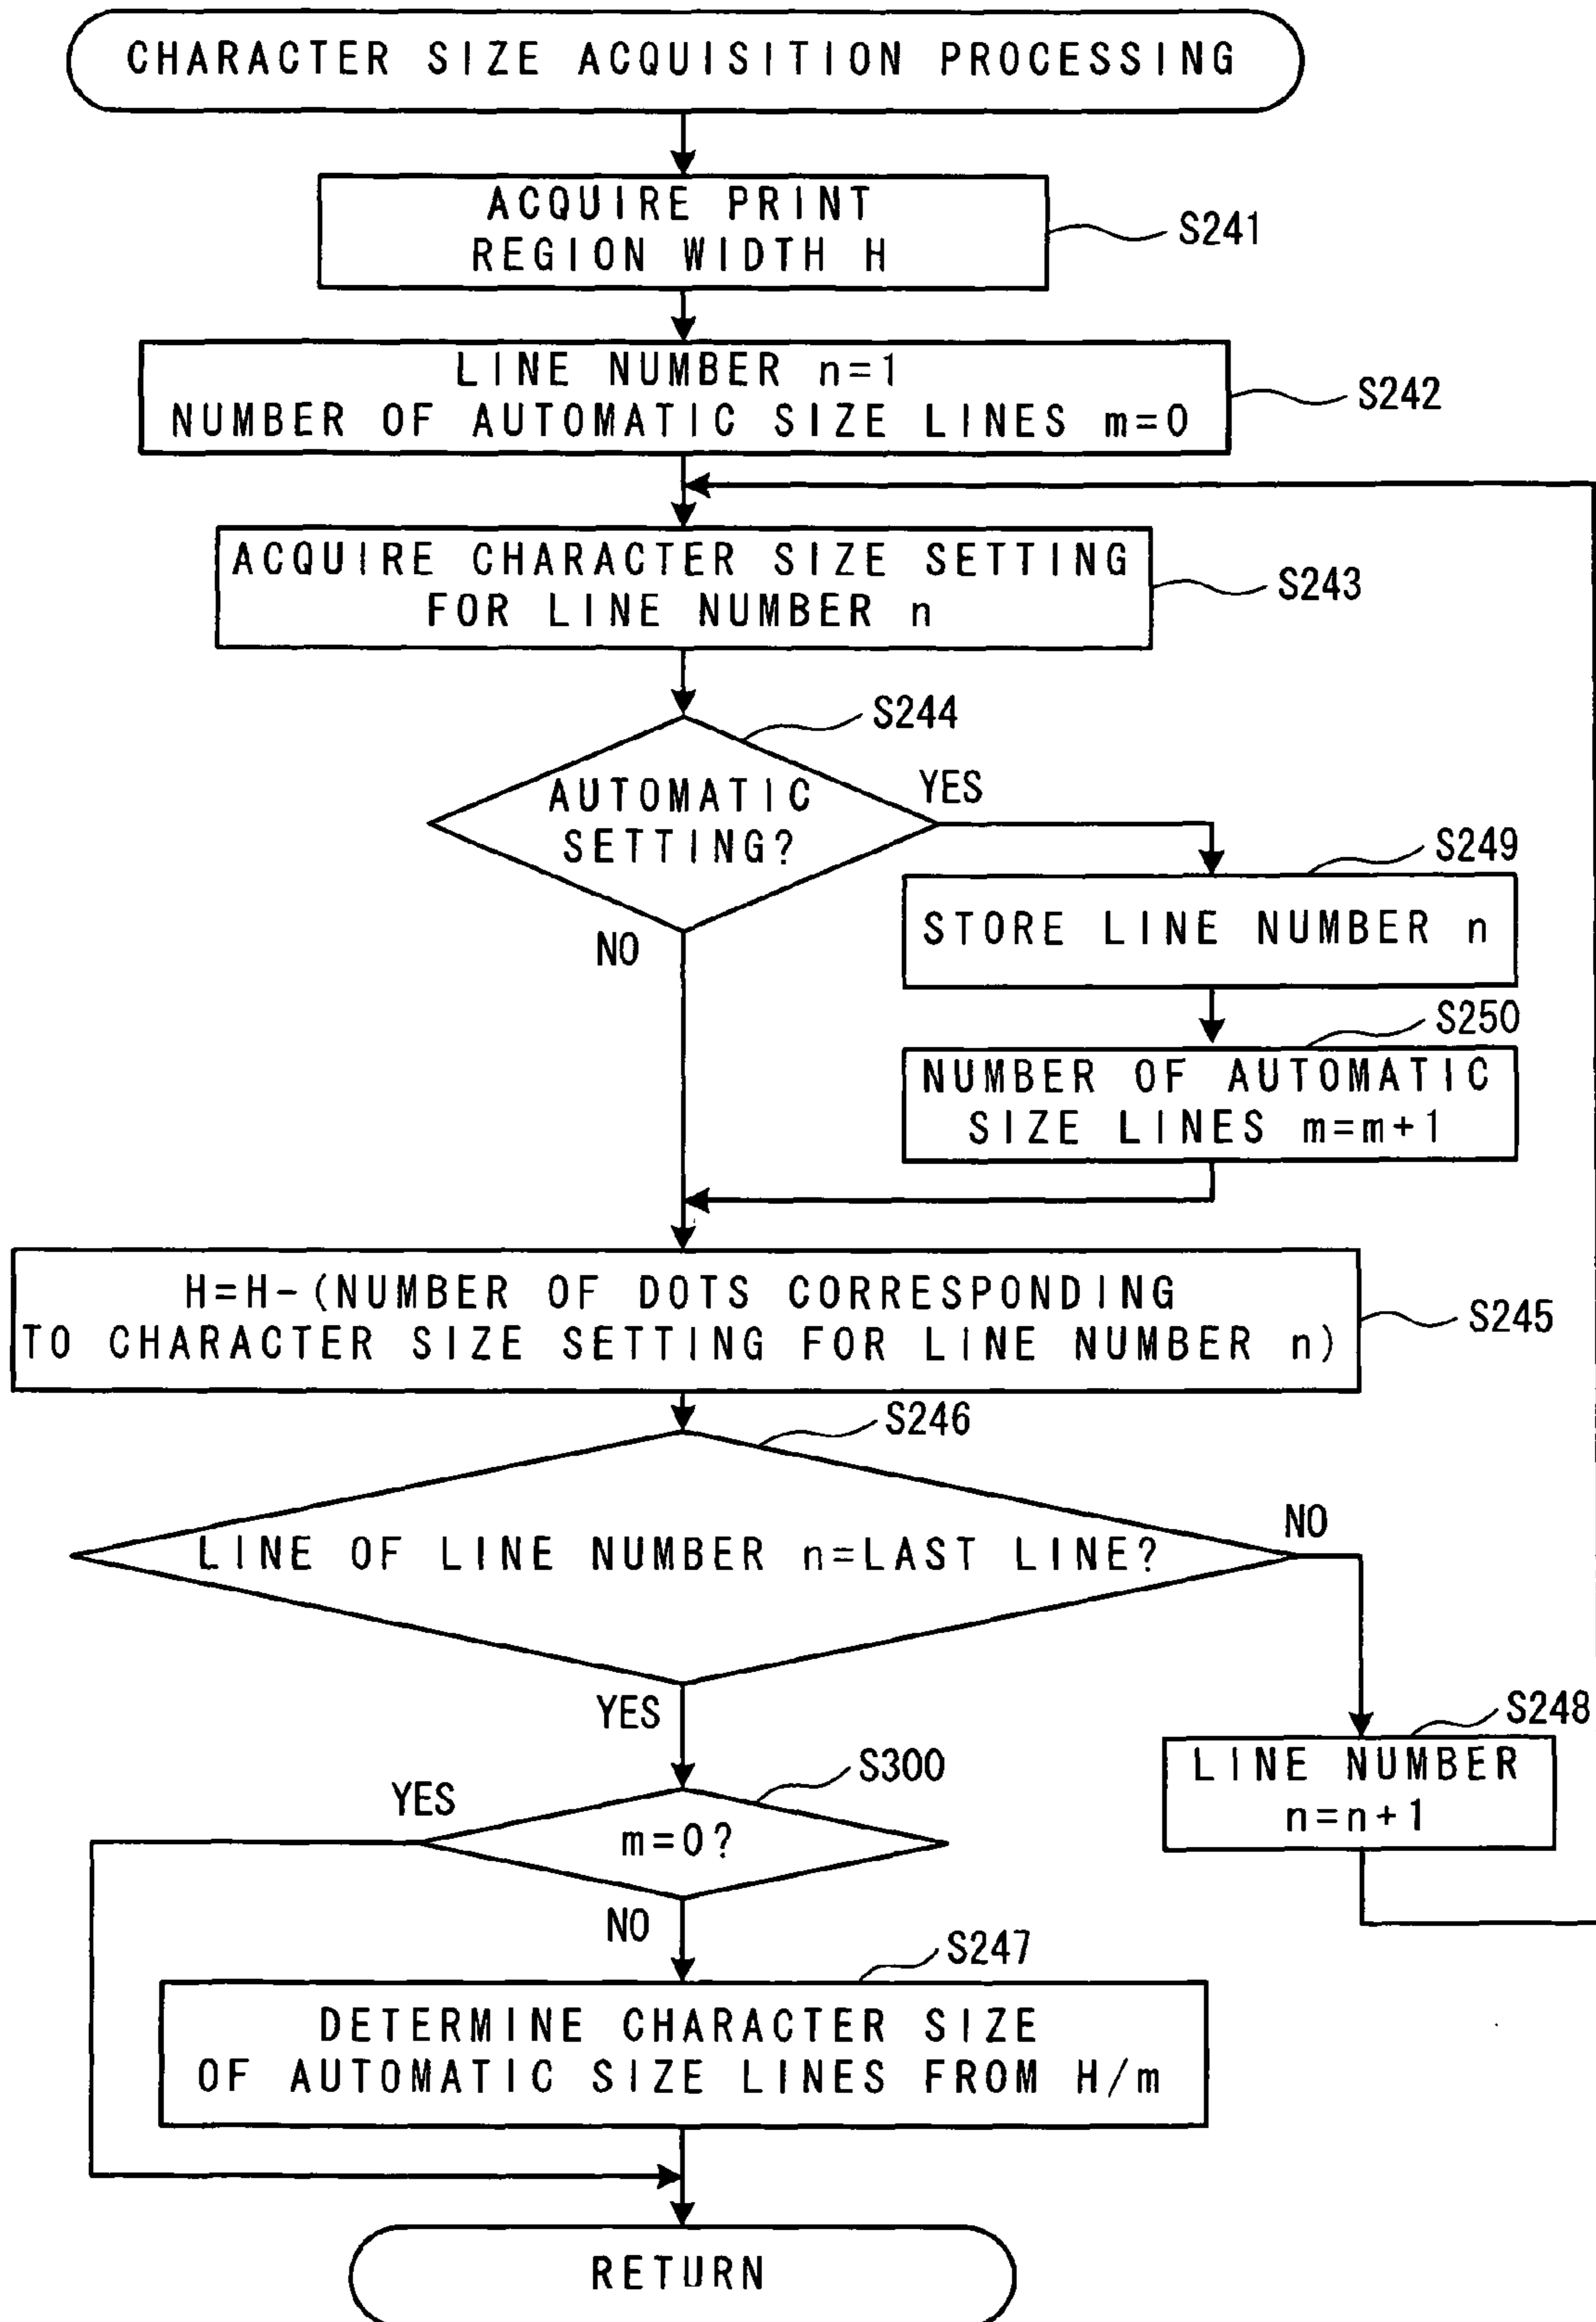 CHARACTER SIZE ACQUISITION PROCESSING
ACQUIRE PRINT
REGION WIDTH H
S241
LINE NUMBER n=1
NUMBER OF AUTOMATIC SIZE LINES m=0
S242
ACQUIRE CHARACTER SIZE SETTING
FOR LINE NUMBER n
S243
S244
AUTOMATIC
SETTING?
YES
NO
S249
STORE LINE NUMBER n
S250
NUMBER OF AUTOMATIC
SIZE LINES m=m+1
H=H-(NUMBER OF DOTS CORRESPONDING
TO CHARACTER SIZE SETTING FOR LINE NUMBER n)
S245
S246
LINE OF LINE NUMBER n=LAST LINE?
NO
YES
S248
LINE NUMBER
n=n+1
S300
YES
m=0?
NO
S247
DETERMINE CHARACTER SIZE
OF AUTOMATIC SIZE LINES FROM H/m
RETURN